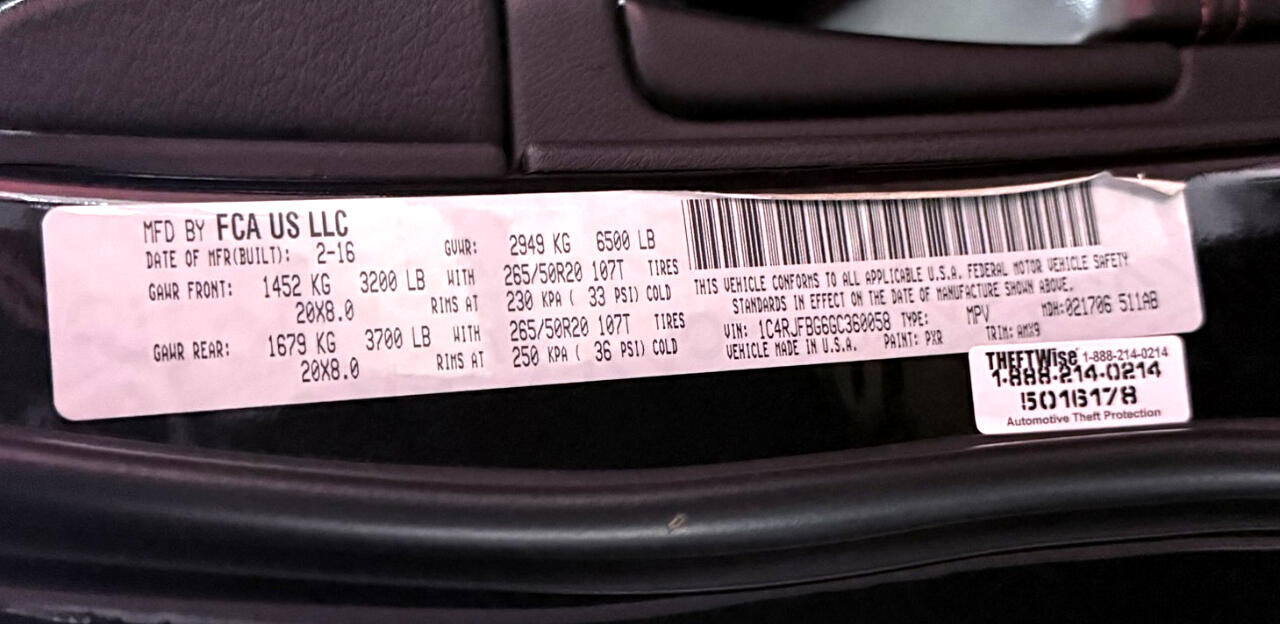 MFD BY FCA US LLC
DATE OF MFR(BUILT): 2-16 GVWR: 2949 KG 6500 LB
GAWR FRONT: 1452 KG 3200 LB WITH 265/50R20 107T TIRES
20X8.0 RIMS AT 230 KPA ( 33 PSI) COLD
GAWR REAR: 1679 KG 3700 LB WITH 265/50R20 107T TIRES
20X8.0 RIMS AT 250 KPA ( 36 PSI) COLD
THIS VEHICLE CONFORMS TO ALL APPLICABLE U.S.A. FEDERAL MOTOR VEHICLE SAFETY
STANDARDS IN EFFECT ON THE DATE OF MANUFACTURE SHOWN ABOVE.
VIN: 1C4RJFBG6GC360058 TYPE: MPV MDH:021706 511AB
VEHICLE MADE IN U.S.A. PAINT: PXR TRIM: AMX9
THEFTWise 1-888-214-0214
1-888-214-0214
5016178
Automotive Theft Protection